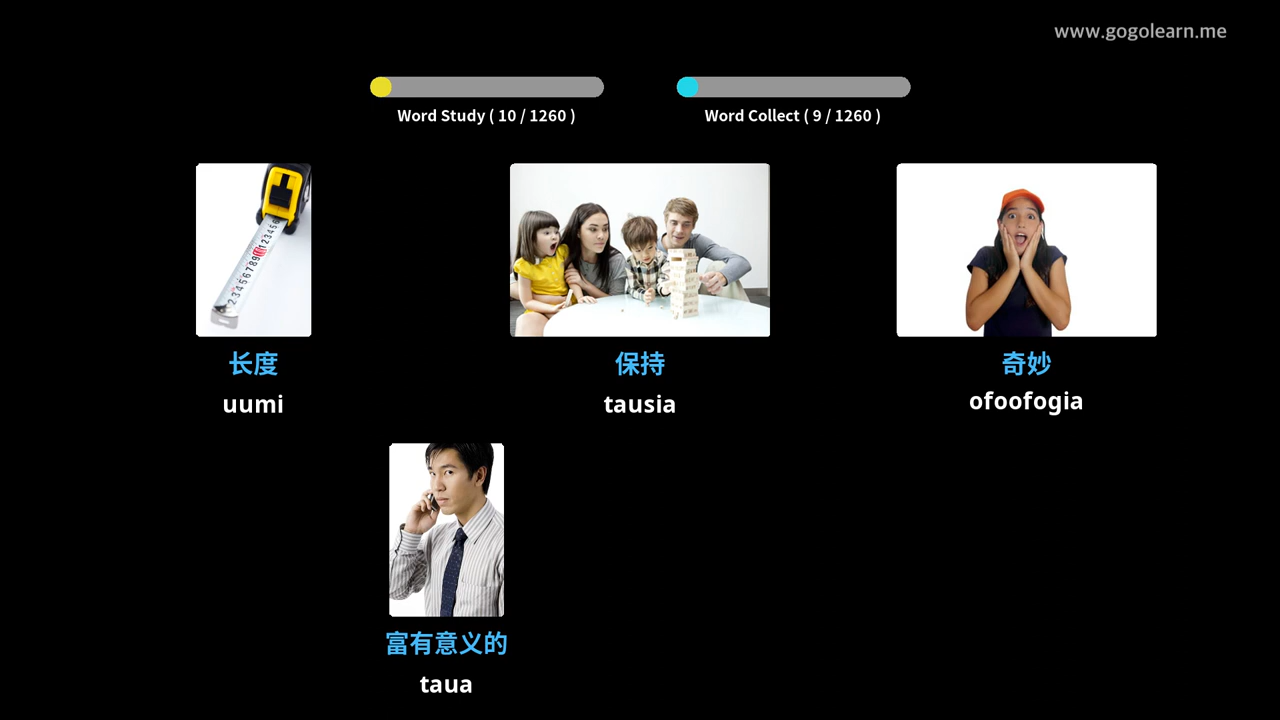 www.gogolearn.me
Word Study ( 10 / 1260 )
Word Collect ( 9 / 1260 )
长度
uumi
保持
tausia
奇妙
ofoofogia
富有意义的
taua